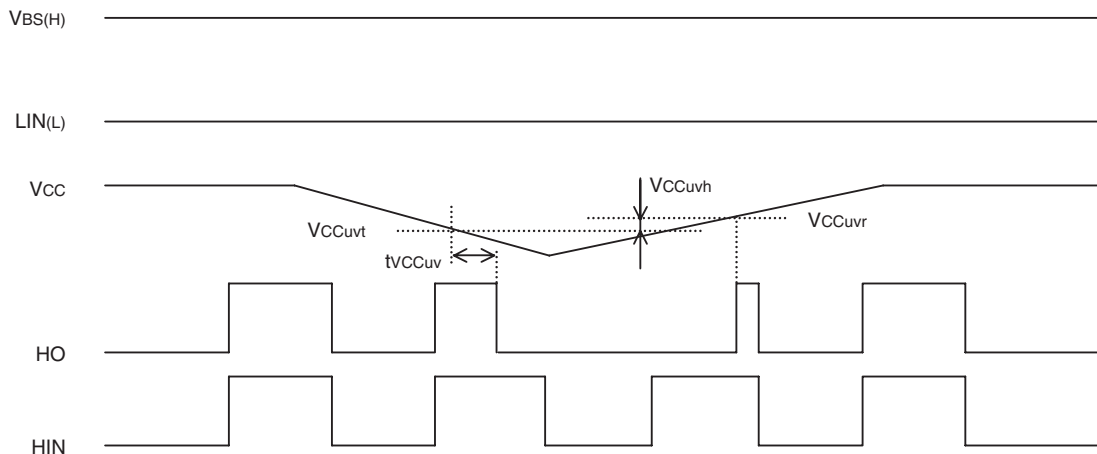 VBS(H)
LIN(L)
VCC
VCCuvh
VCCuvt
VCCuvr
tVCCuv
HO
HIN